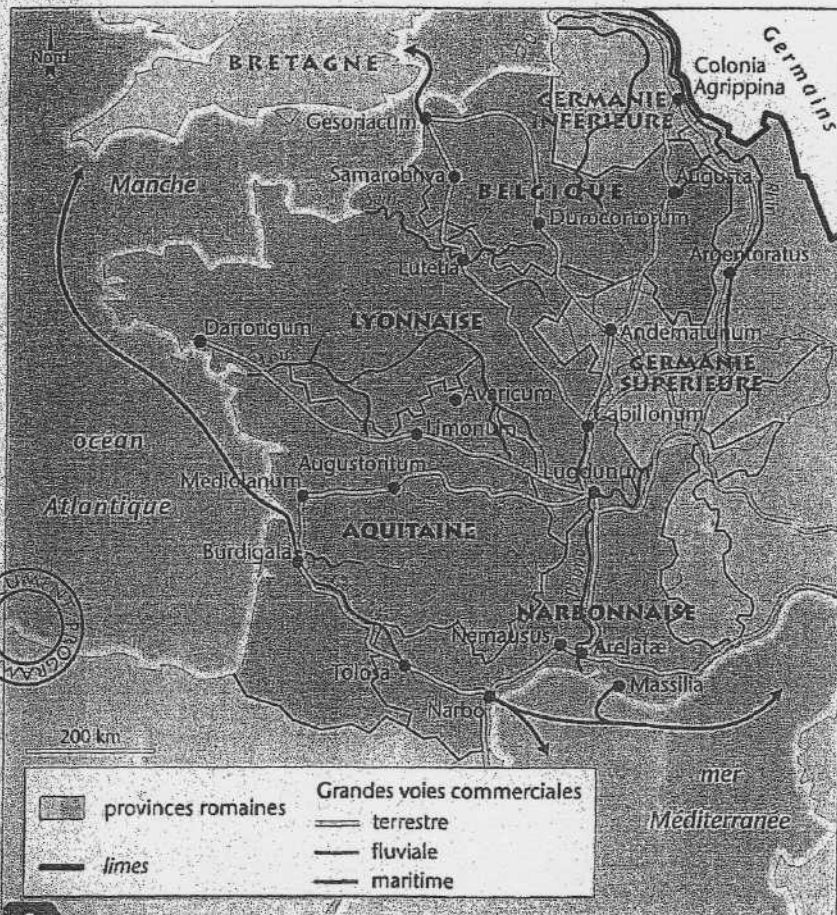 Nord
BRETAGNE
Germains
Colonia
Agrippina
GERMANIE
INFÉRIEURE
Gesoriacum
Manche
Samarobriva
BELGIQUE
Augusta
Rhin
Durocortorum
Lutetia
Argentoratus
Dariorigum
LYONNAISE
Andematunum
GERMANIE
SUPÉRIEURE
Avaricum
Cabillonum
océan
Atlantique
Limonum
Augustoritum
Lugdunum
Mediolanum
AQUITAINE
Burdigala
Rhône
NARBONNAISE
Nemausus
Arelatæ
Tolosa
Massilia
Narbo
200 km
mer
Méditerranée
provinces romaines
limes
Grandes voies commerciales
terrestre
fluviale
maritime